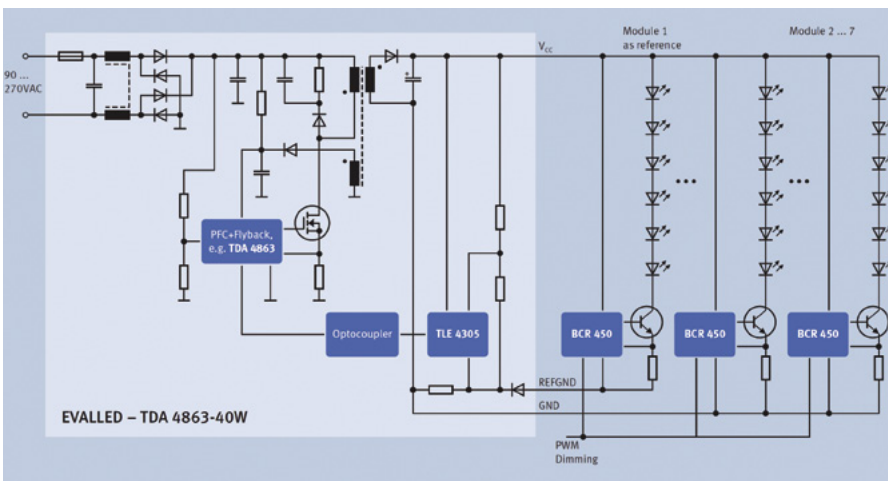 Module 1
as reference
Module 2 ... 7
Vcc
90 ...
270VAC
PFC+Flyback,
e.g. TDA 4863
Optocoupler
TLE 4305
BCR 450
BCR 450
BCR 450
REFGND
GND
EVALLED – TDA 4863-40W
PWM
Dimming